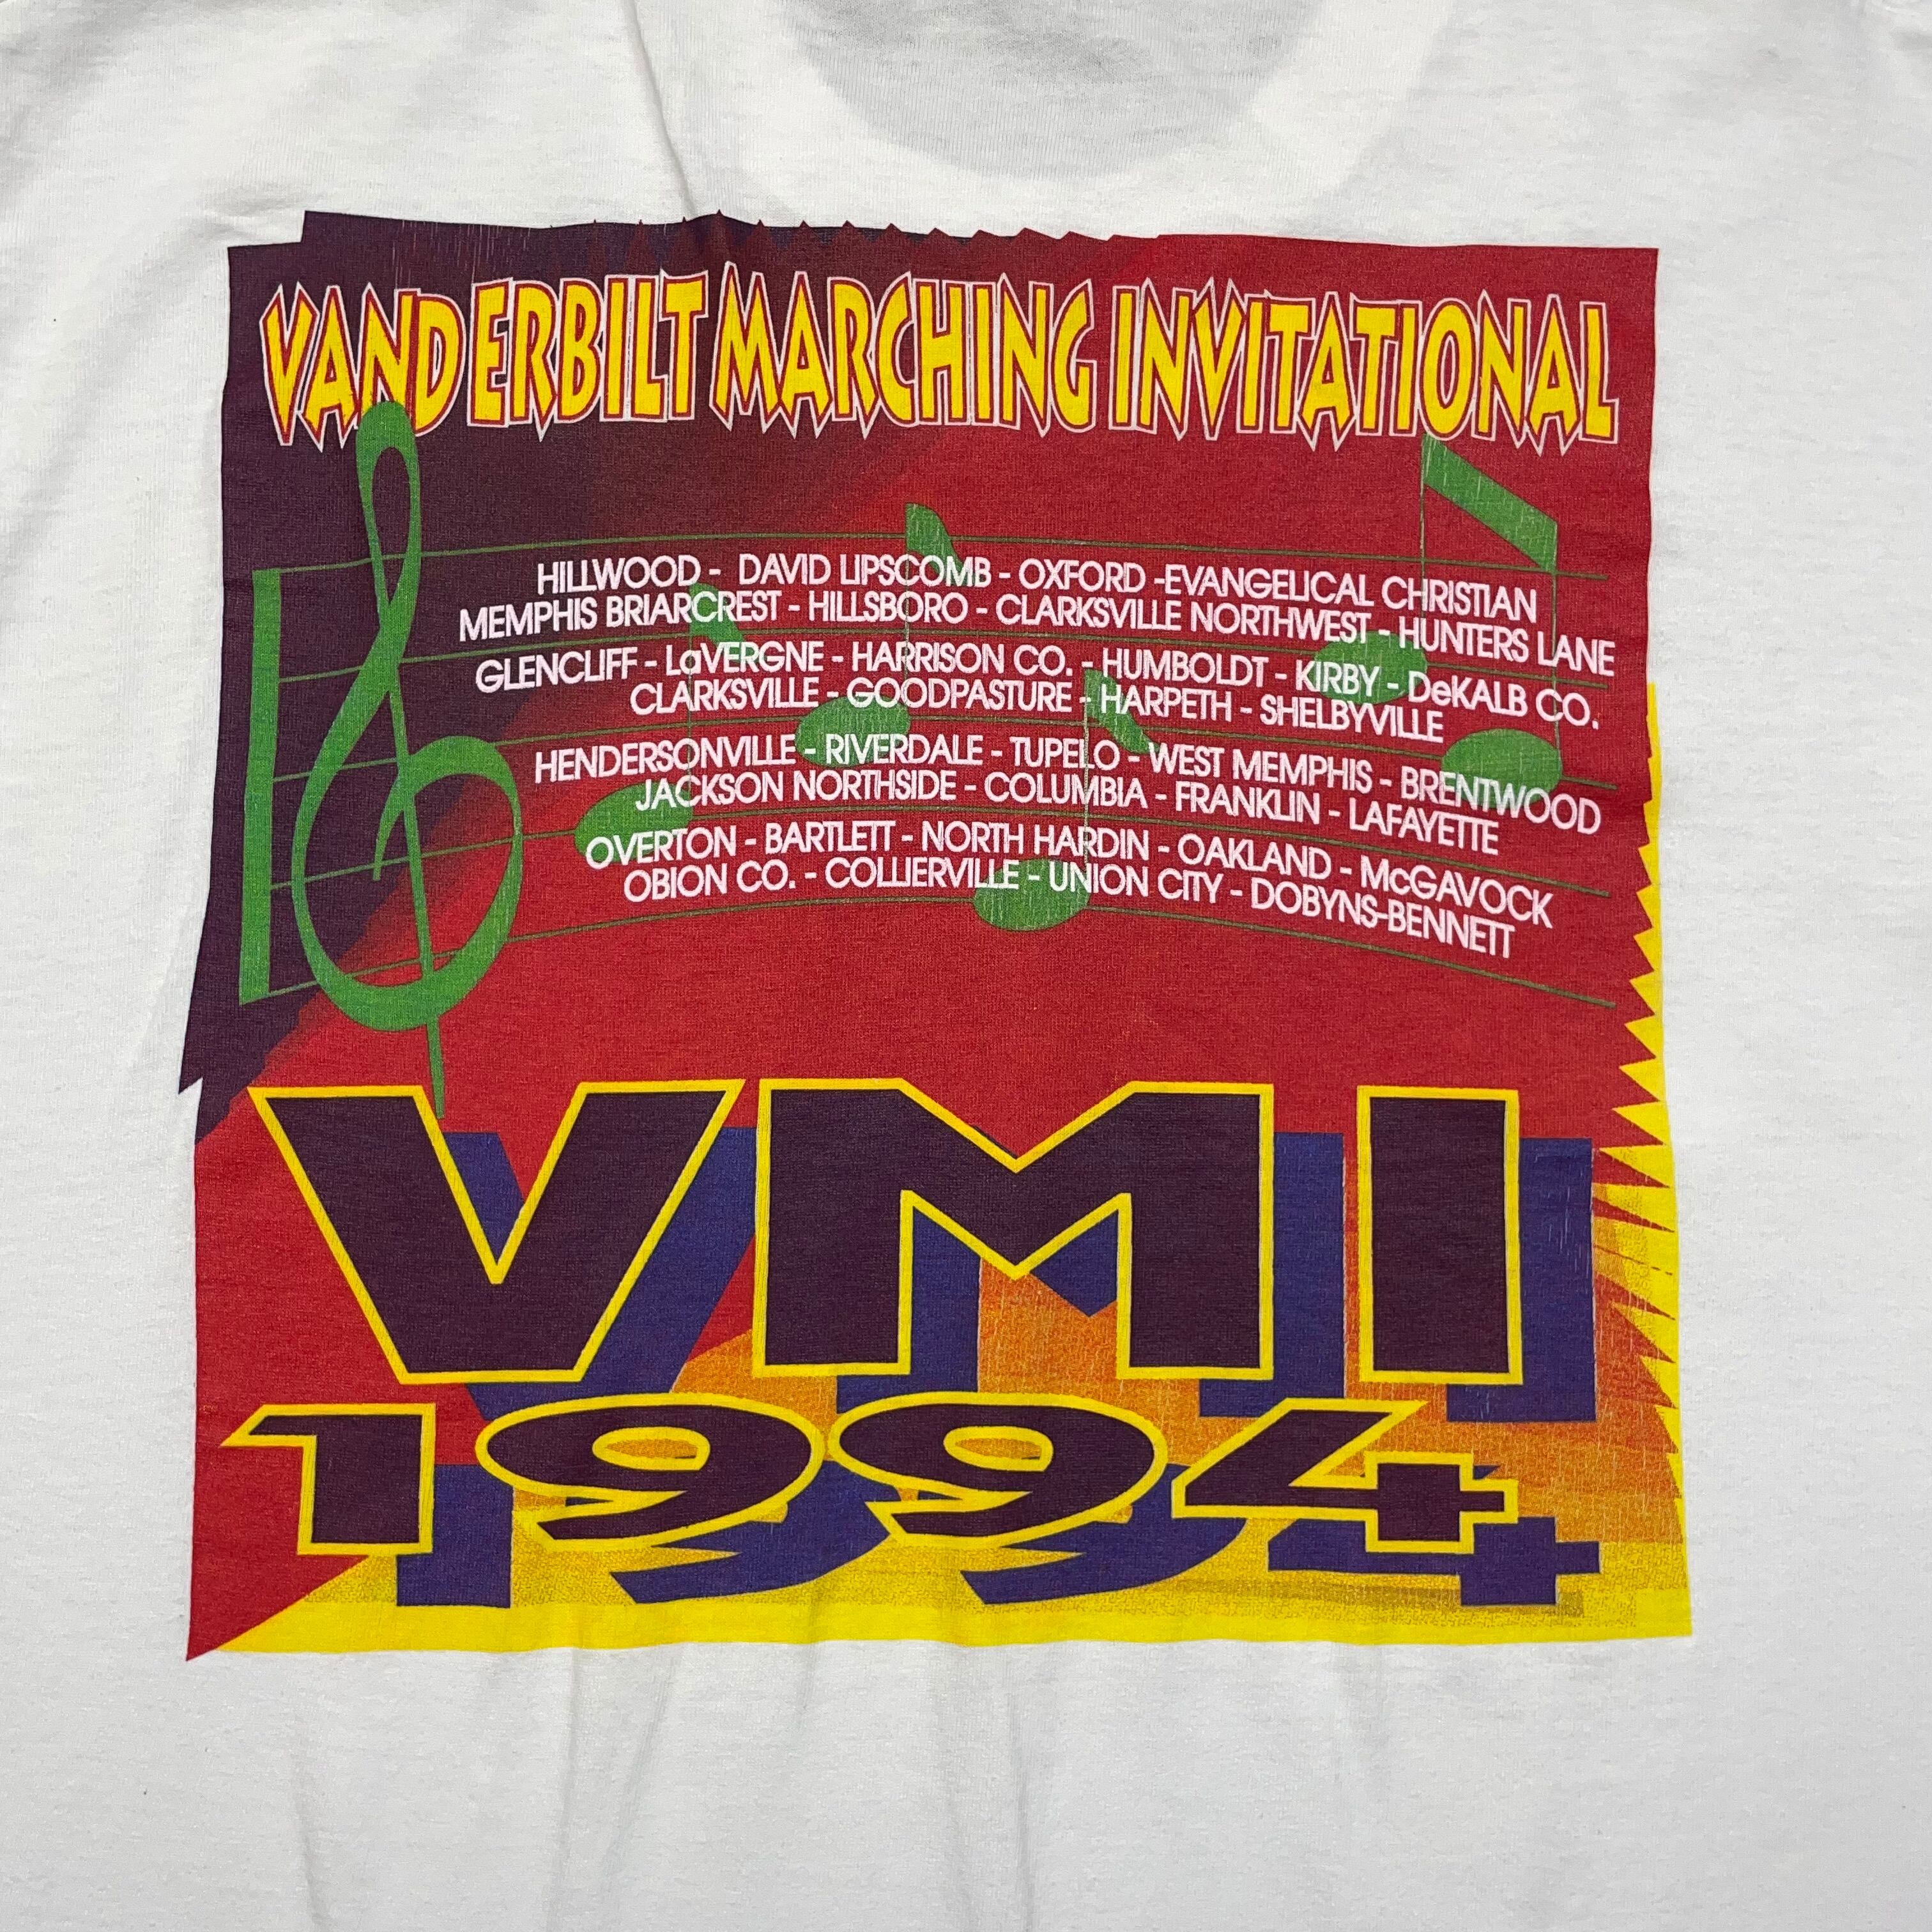 VANDERBILT MARCHING INVITATIONAL
HILLWOOD - DAVID LIPSCOMB - OXFORD -EVANGELICAL CHRISTIAN
MEMPHIS BRIARCREST - HILLSBORO - CLARKSVILLE NORTHWEST - HUNTERS LANE
GLENCLIFF - LaVERGNE - HARRISON CO. - HUMBOLDT - KIRBY - DeKALB CO.
CLARKSVILLE - GOODPASTURE - HARPETH - SHELBYVILLE
HENDERSONVILLE - RIVERDALE - TUPELO - WEST MEMPHIS - BRENTWOOD
JACKSON NORTHSIDE - COLUMBIA - FRANKLIN - LAFAYETTE
OVERTON - BARTLETT - NORTH HARDIN - OAKLAND - McGAVOCK
OBION CO. - COLLIERVILLE - UNION CITY - DOBYNS-BENNETT
VMI
1994